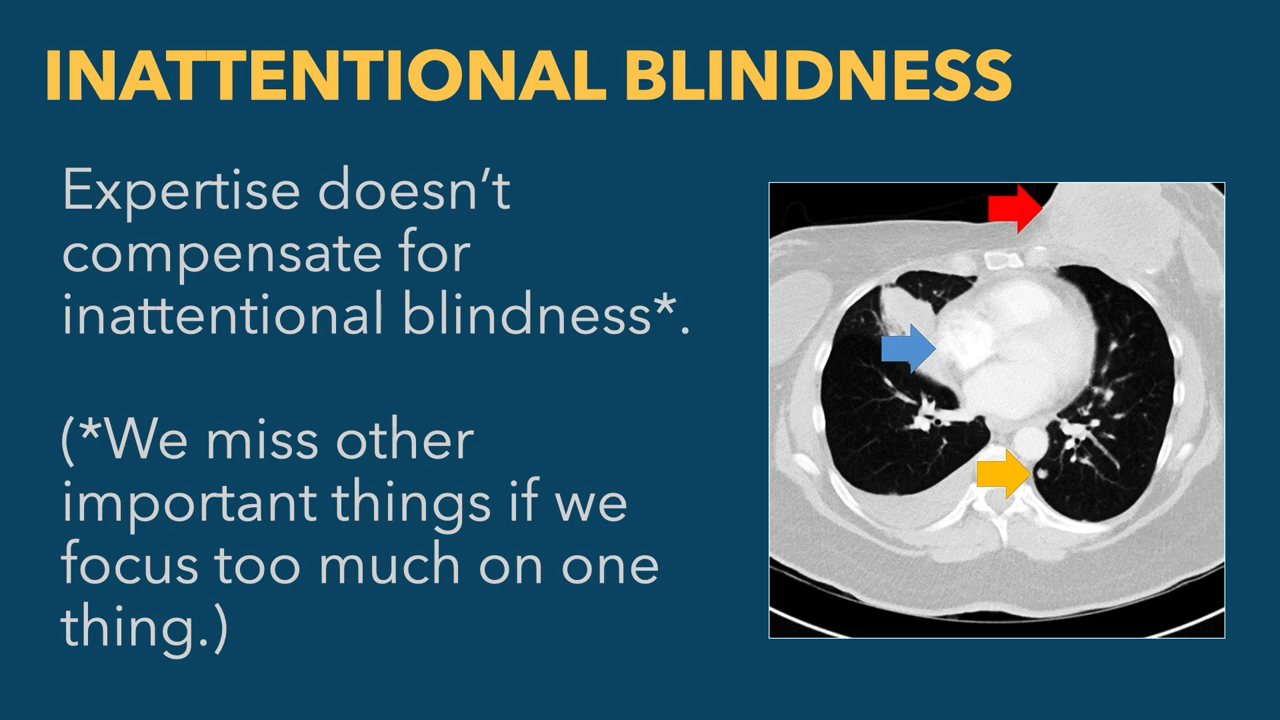 INATTENTIONAL BLINDNESS
Expertise doesn’t
compensate for
inattentional blindness*.
(*We miss other
important things if we
focus too much on one
thing.)